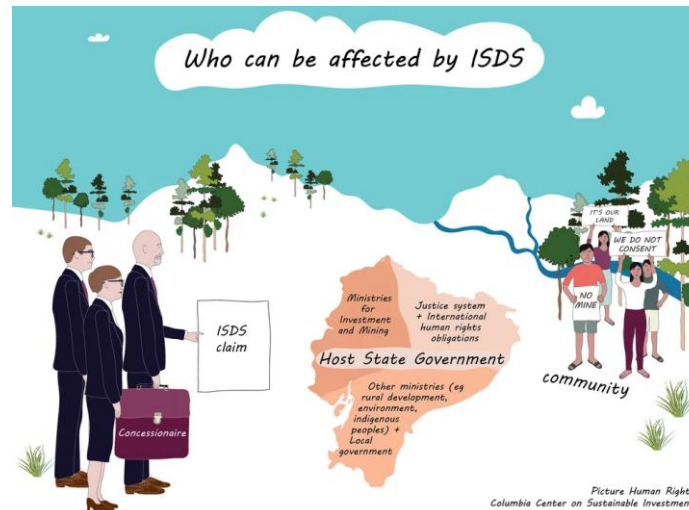 Who can be affected by ISDS
IT'S OUR
LAND
WE DO NOT
CONSENT
NO
MINE
community
ISDS
claim
Concessionaire
Ministries
for
Investment
and Mining
Justice system
+ International
human rights
obligations
Host State Government
Other ministries (eg
rural development,
environment,
indigenous
peoples) +
Local
government
Picture Human Right
Columbia Center on Sustainable Investmen